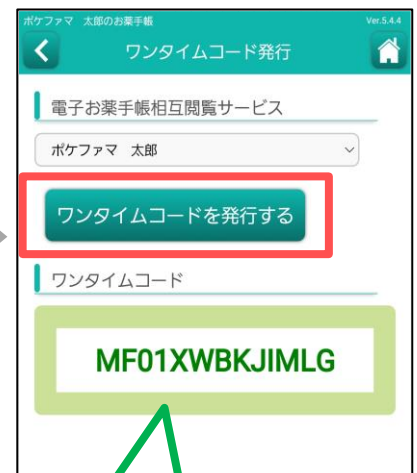 ポケファマ 太郎のお薬手帳 Ver.5.4.4
ワンタイムコード発行
電子お薬手帳相互閲覧サービス
ポケファマ 太郎
ワンタイムコードを発行する
ワンタイムコード
MF01XWBKJIMLG